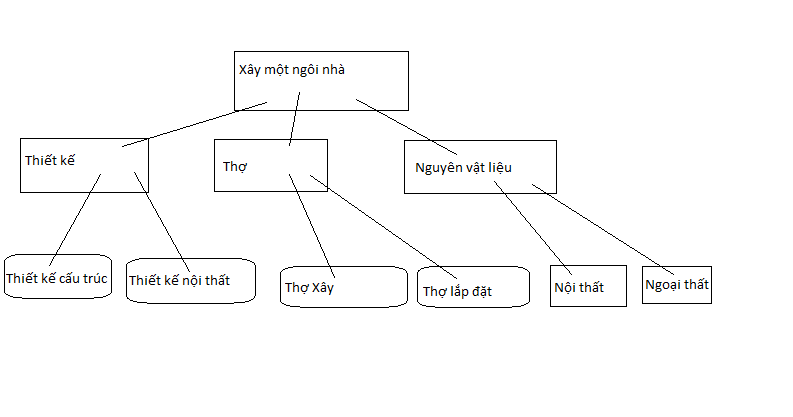 Xây một ngôi nhà
Thiết kế
Thợ
Nguyên vật liệu
Thiết kế cấu trúc
Thiết kế nội thất
Thợ Xây
Thợ lắp đặt
Nội thất
Ngoại thất